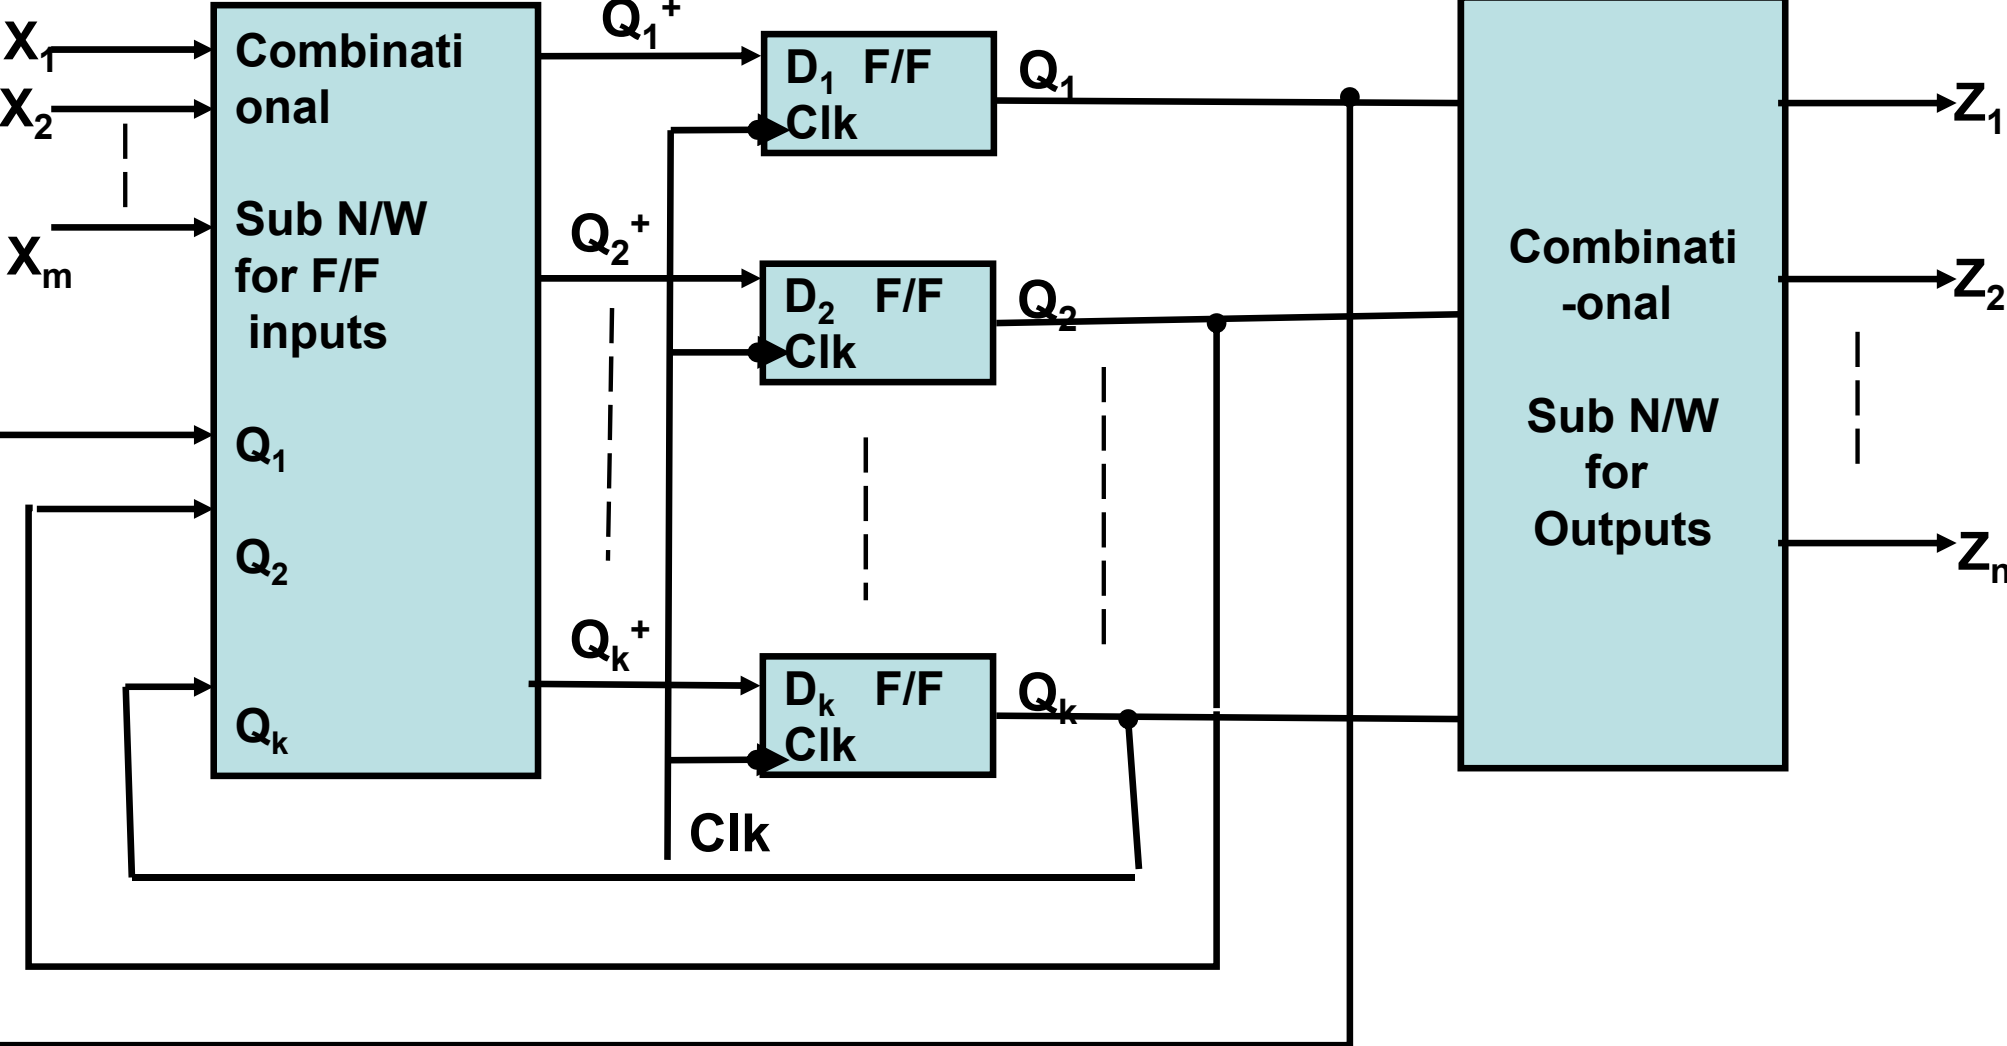 X1
X2
Xm
Combinati
onal
Sub N/W
for F/F
inputs
Q1
Q2
Qk
Q1+
Q2+
Qk+
D1 F/F
Clk
D2 F/F
Clk
Dk F/F
Clk
Clk
Q1
Q2
Qk
Combinati
-onal
Sub N/W
for
Outputs
Z1
Z2
Zn